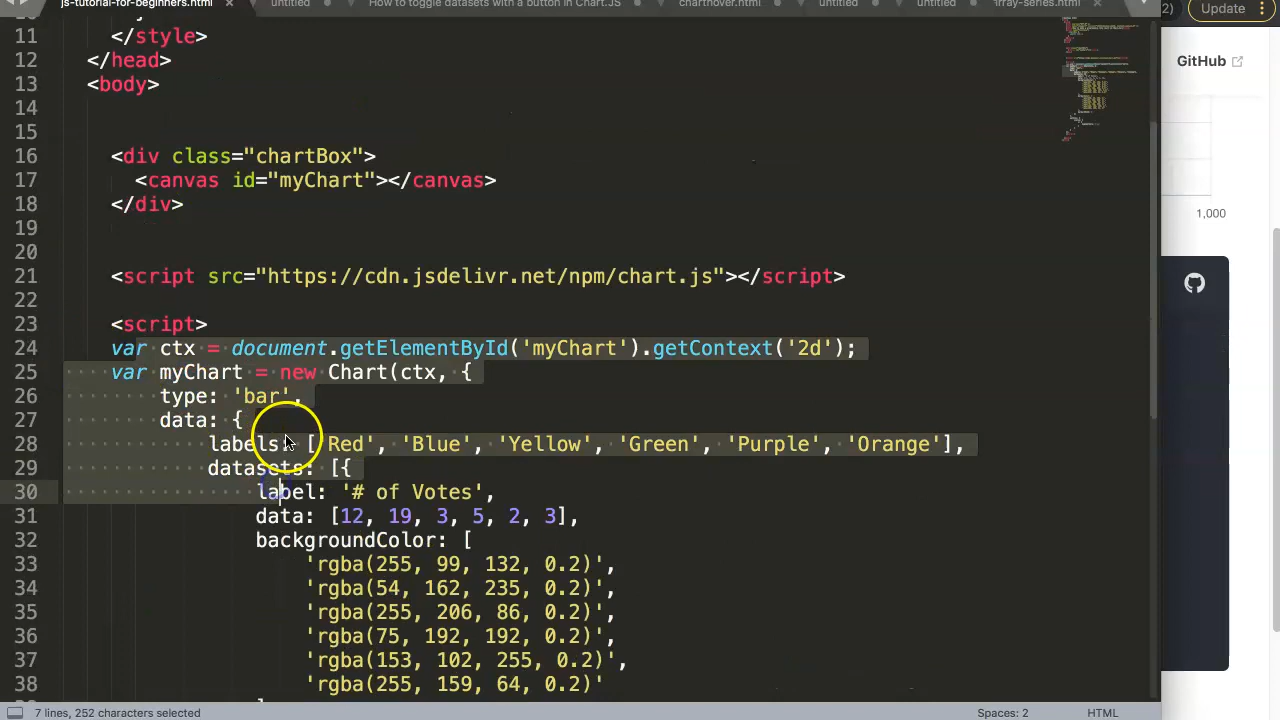 js-tutorial-for-beginners.html
untitled
How to toggle datasets with a button in Chart.JS
charthover.html
untitled
untitled
array-series.html
2)
Update
GitHub
1,000
11 </style>
12 </head>
13 <body>
14
15
16 <div class="chartBox">
17 <canvas id="myChart"></canvas>
18 </div>
19
20
21 <script src="https://cdn.jsdelivr.net/npm/chart.js"></script>
22
23 <script>
24 var ctx = document.getElementById('myChart').getContext('2d');
25 var myChart = new Chart(ctx, {
26 type: 'bar',
27 data: {
28 labels: ['Red', 'Blue', 'Yellow', 'Green', 'Purple', 'Orange'],
29 datasets: [{
30 label: '# of Votes',
31 data: [12, 19, 3, 5, 2, 3],
32 backgroundColor: [
33 'rgba(255, 99, 132, 0.2)',
34 'rgba(54, 162, 235, 0.2)',
35 'rgba(255, 206, 86, 0.2)',
36 'rgba(75, 192, 192, 0.2)',
37 'rgba(153, 102, 255, 0.2)',
38 'rgba(255, 159, 64, 0.2)'
7 lines, 252 characters selected
Spaces: 2
HTML